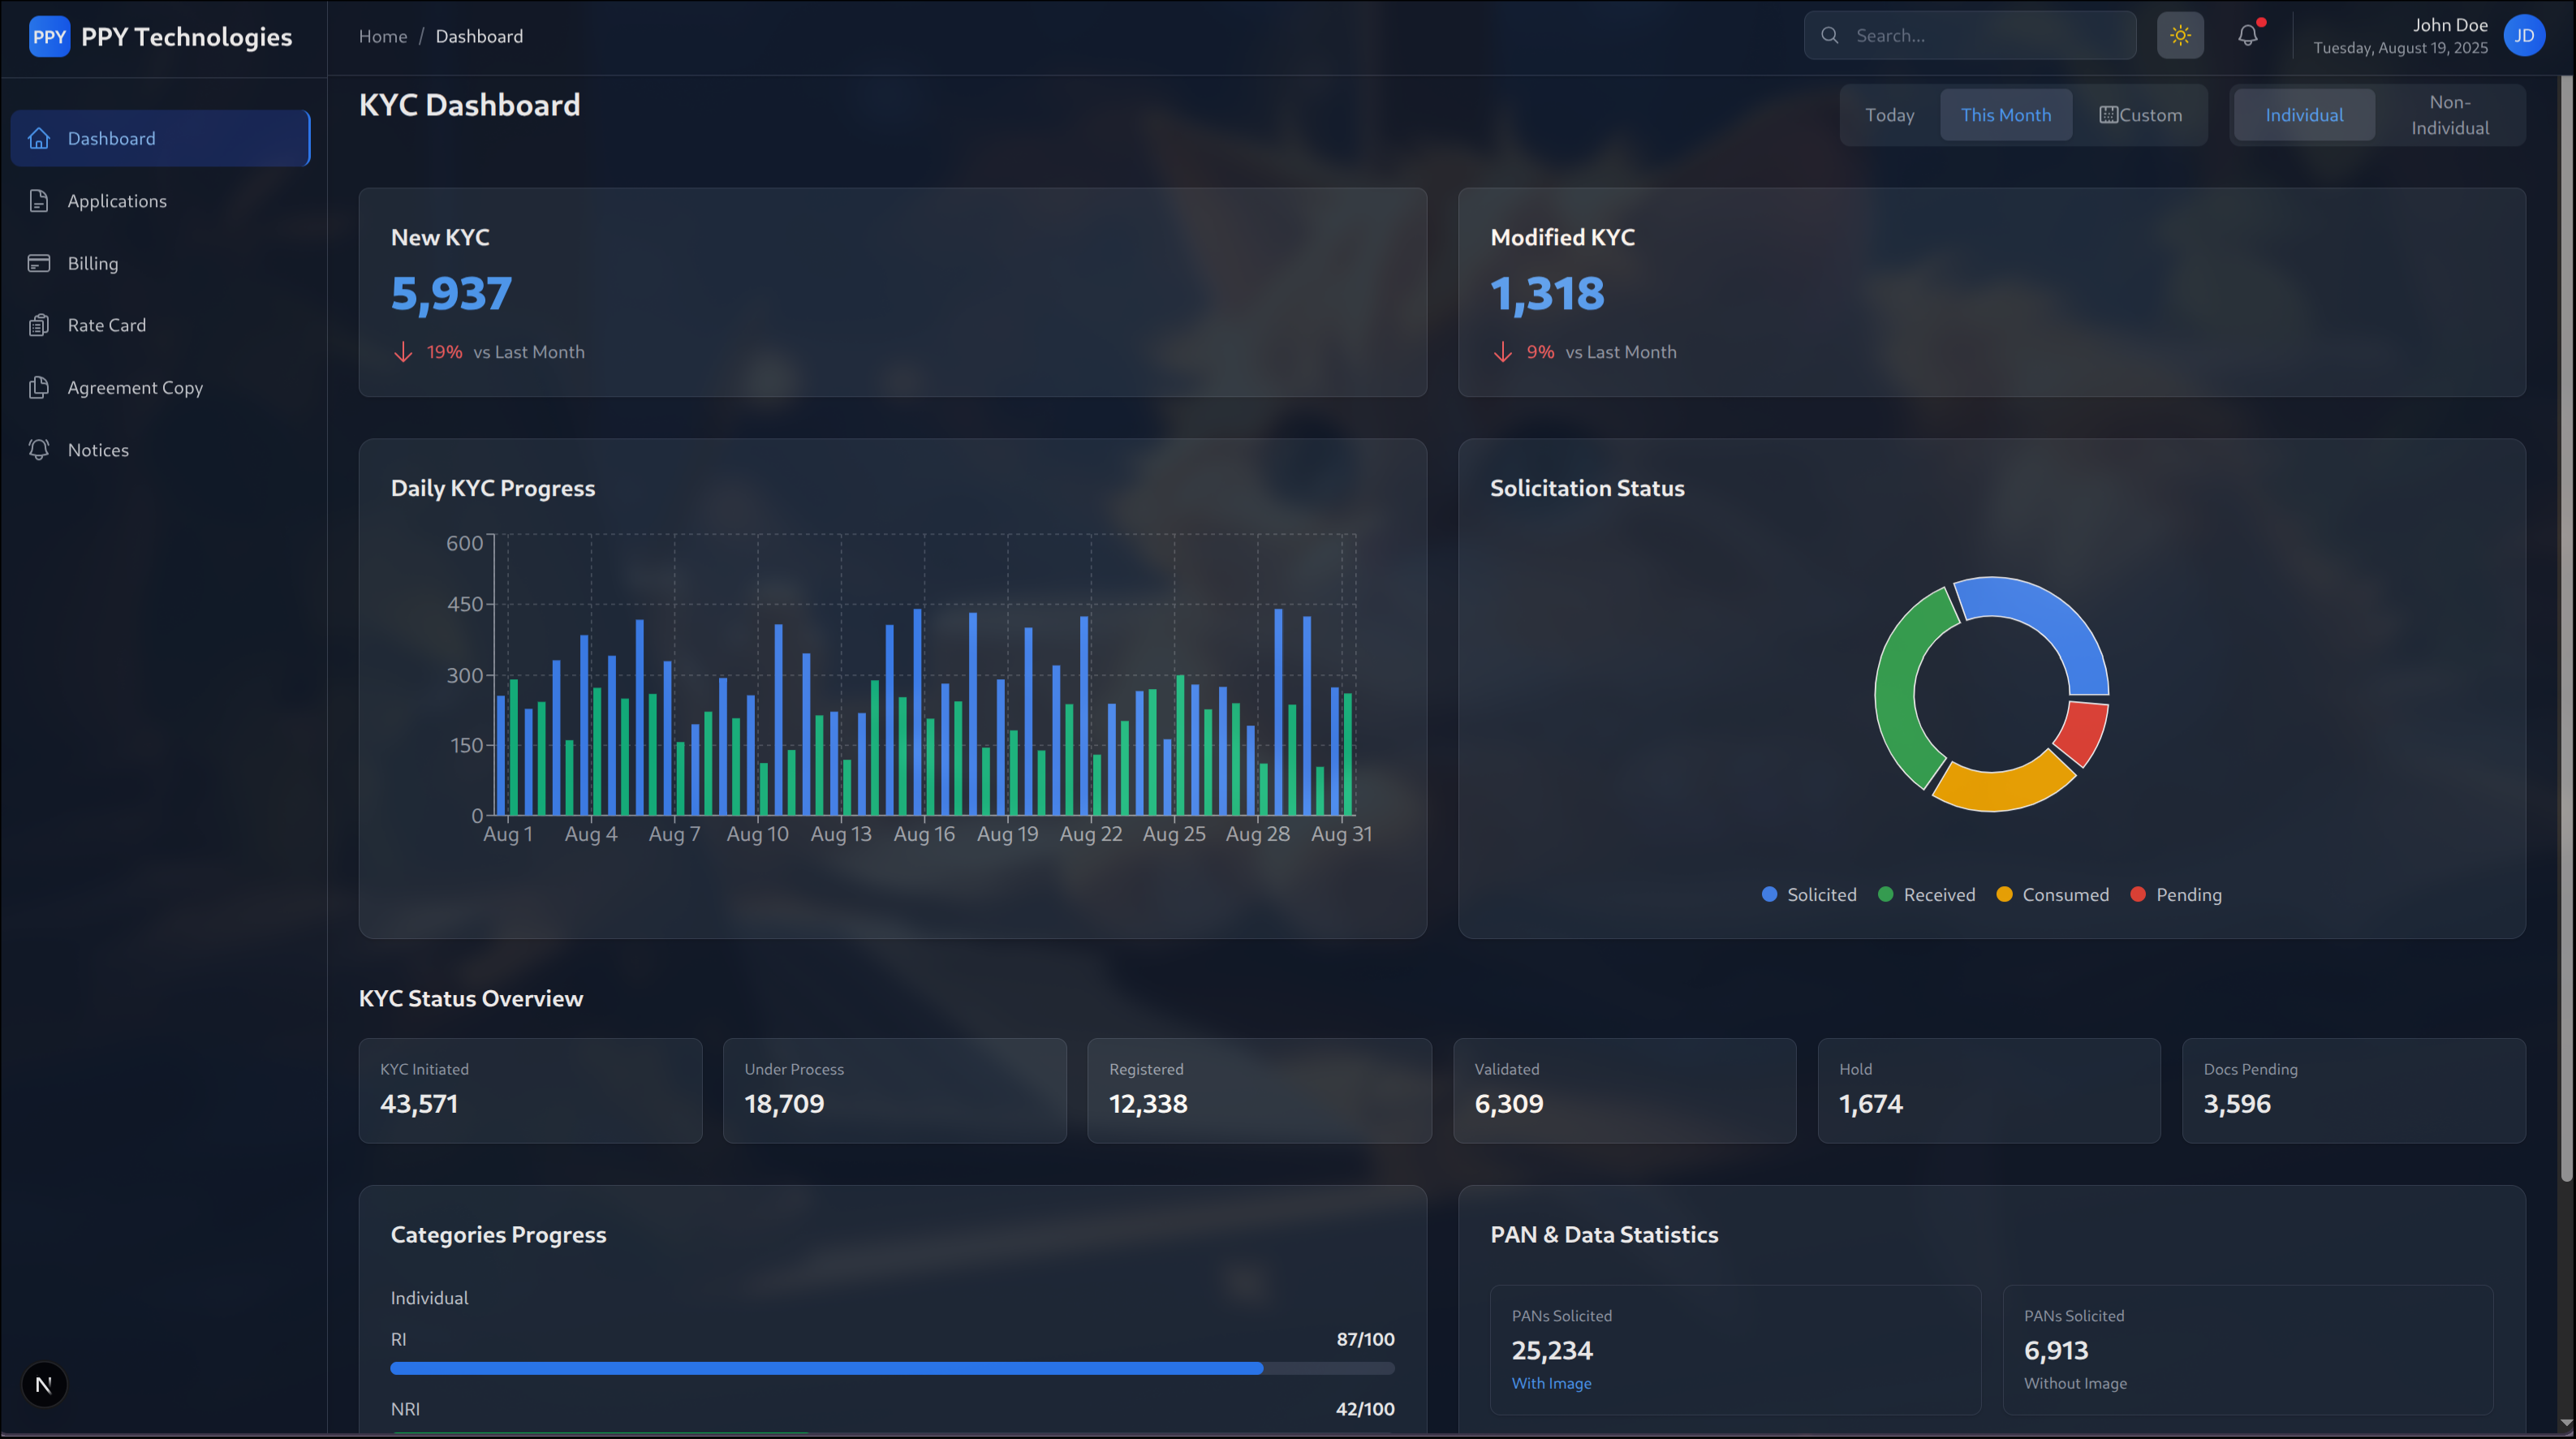 PPY PPY Technologies
Home / Dashboard
Search...
John Doe
Tuesday, August 19, 2025
JD
Dashboard
Applications
Billing
Rate Card
Agreement Copy
Notices
N
KYC Dashboard
Today
This Month
Custom
Individual
Non-
Individual
New KYC
5,937
19% vs Last Month
Modified KYC
1,318
9% vs Last Month
Daily KYC Progress
600
450
300
150
0
Aug 1 Aug 4 Aug 7 Aug 10 Aug 13 Aug 16 Aug 19 Aug 22 Aug 25 Aug 28 Aug 31
Solicitation Status
Solicited Received Consumed Pending
KYC Status Overview
KYC Initiated
43,571
Under Process
18,709
Registered
12,338
Validated
6,309
Hold
1,674
Docs Pending
3,596
Categories Progress
Individual
RI 87/100
NRI 42/100
PAN & Data Statistics
PANs Solicited
25,234
With Image
PANs Solicited
6,913
Without Image